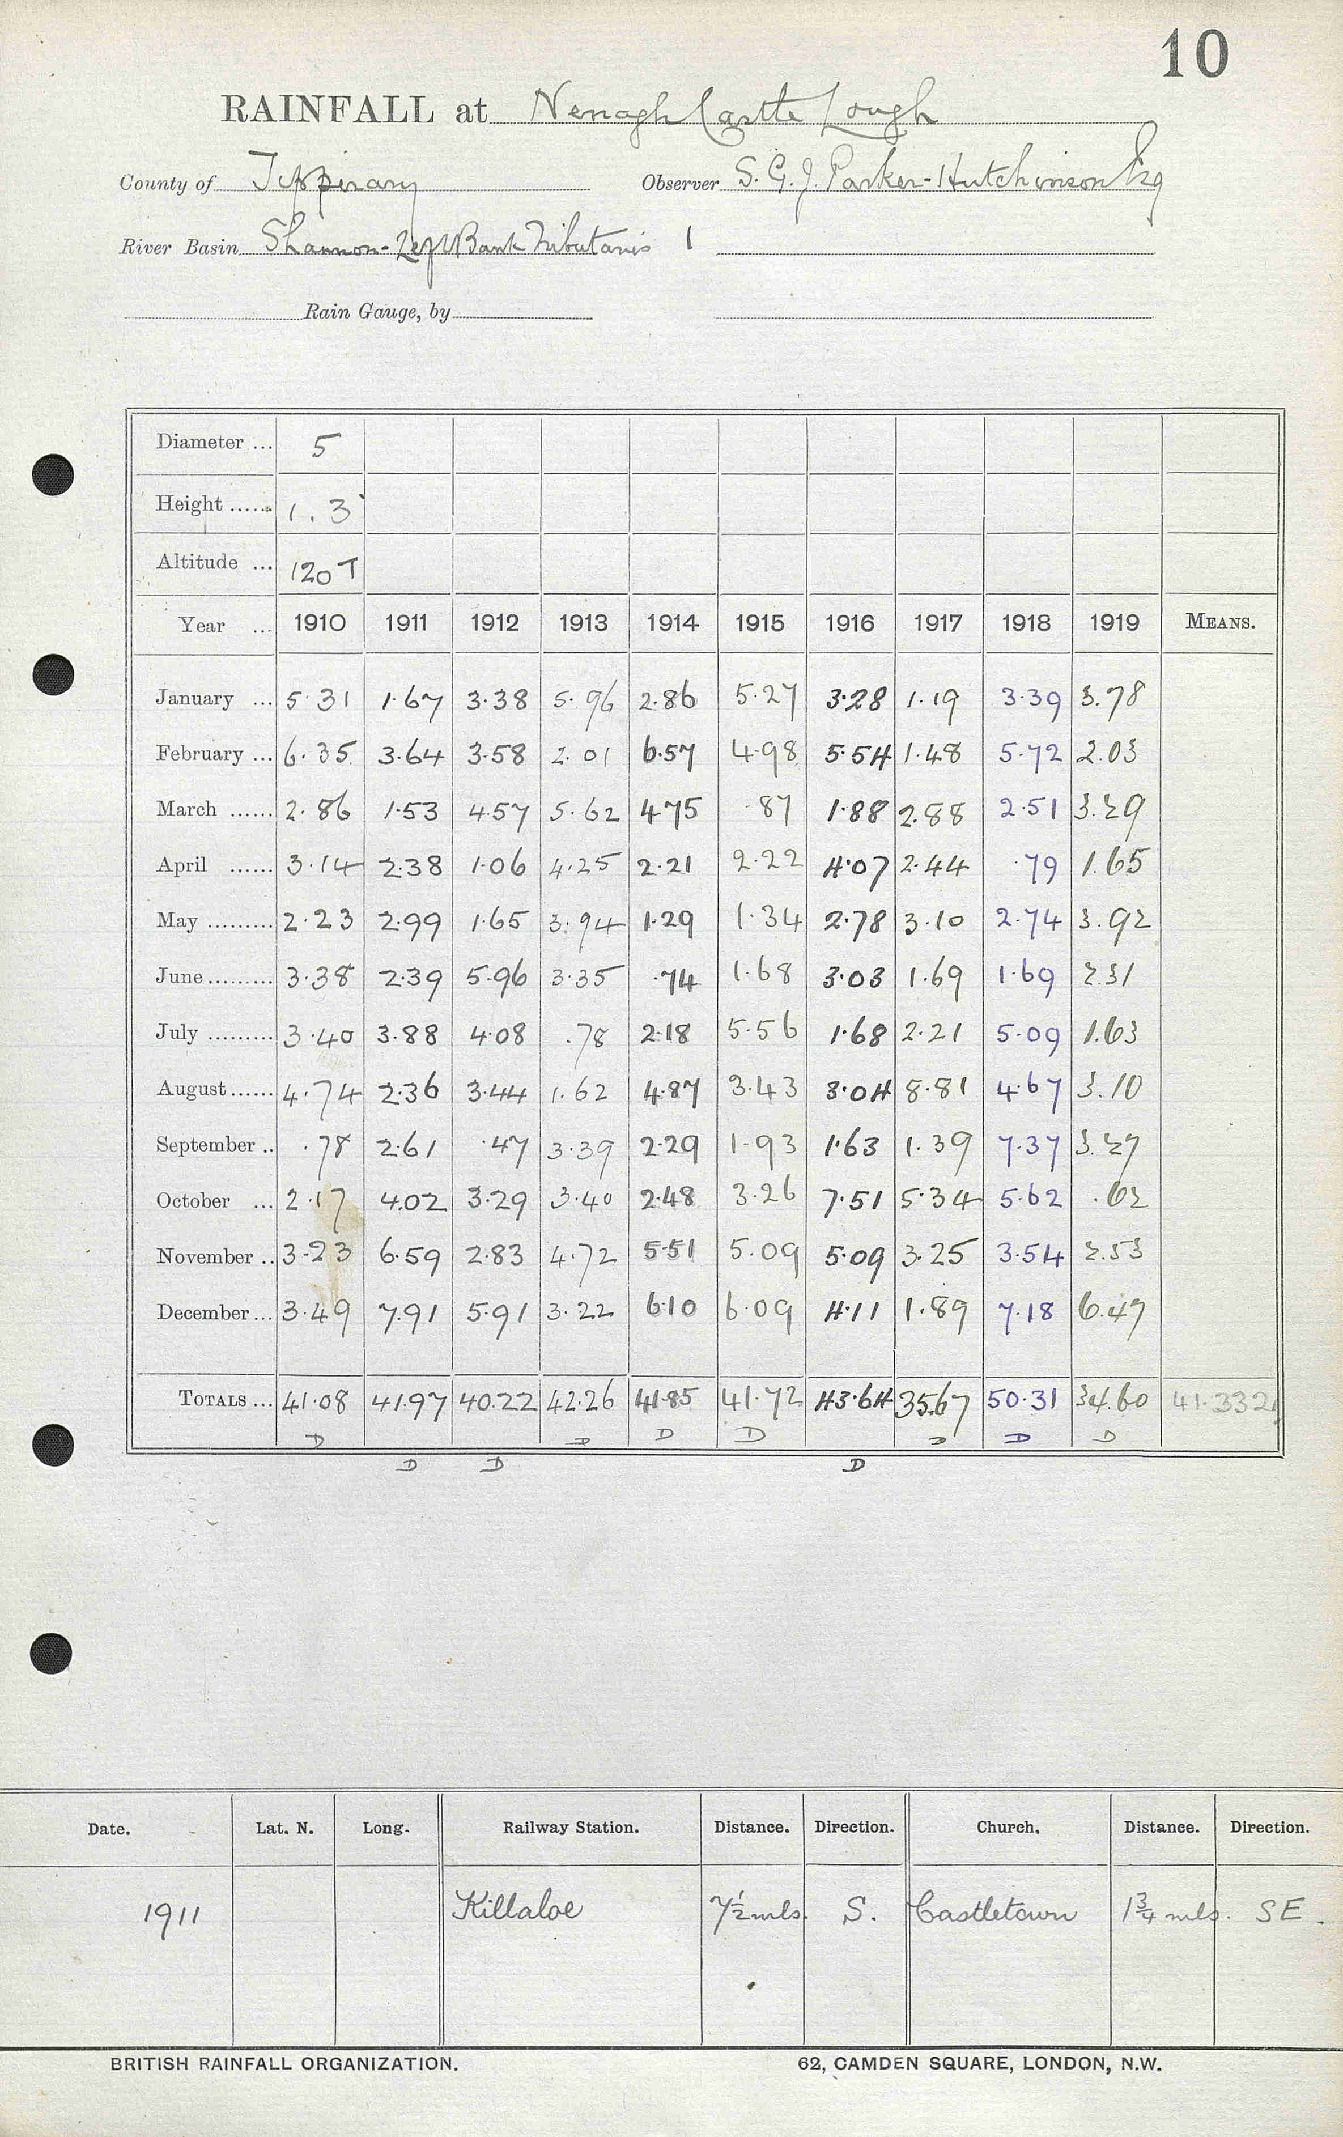 10
RAINFALL at Nenagh Castle Lough
County of Tipperary Observer S. G. J. Parker-Hutchinson Esq
River Basin Shannon-Left Bank Tributaries 1
Rain Gauge, by
Diameter ... 5
Height ...... 1.3
Altitude ... 120 T
Year ... 1910 1911 1912 1913 1914 1915 1916 1917 1918 1919 MEANS.
January ... 5.31 1.67 3.38 5.96 2.86 5.27 3.28 1.19 3.39 3.78
February ... 6.35 3.64 3.58 2.01 6.57 4.98 5.54 1.48 5.72 2.03
March ...... 2.86 1.53 4.57 5.62 4.75 .87 1.88 2.88 2.51 3.29
April ...... 3.14 2.38 1.06 4.25 2.21 2.22 4.07 2.44 .79 1.65
May ......... 2.23 2.99 1.65 3.94 1.29 1.34 2.78 3.10 2.74 3.92
June ......... 3.38 2.39 5.96 3.35 .74 1.68 3.03 1.69 1.69 2.31
July ......... 3.40 3.88 4.08 .78 2.18 5.56 1.68 2.21 5.09 1.63
August ...... 4.74 2.36 3.44 1.62 4.87 3.43 3.04 8.81 4.67 3.10
September .. .78 2.61 .47 3.39 2.29 1.93 1.63 1.39 7.37 3.27
October ... 2.17 4.02 3.29 3.40 2.48 3.26 7.51 5.34 5.62 .62
November .. 3.23 6.59 2.83 4.72 5.51 5.09 5.09 3.25 3.54 2.53
December ... 3.49 7.91 5.91 3.22 6.10 6.09 4.11 1.89 7.18 6.47
TOTALS ... 41.08 41.97 40.22 42.26 41.85 41.72 43.64 35.67 50.31 34.60 41.332
D D D D D D D
D D D
Date. Lat. N. Long. Railway Station. Distance. Direction. Church. Distance. Direction.
1911 Killaloe 7½ mls. S. Castletown 1¾ mls. SE.
BRITISH RAINFALL ORGANIZATION. 62, CAMDEN SQUARE, LONDON, N.W.